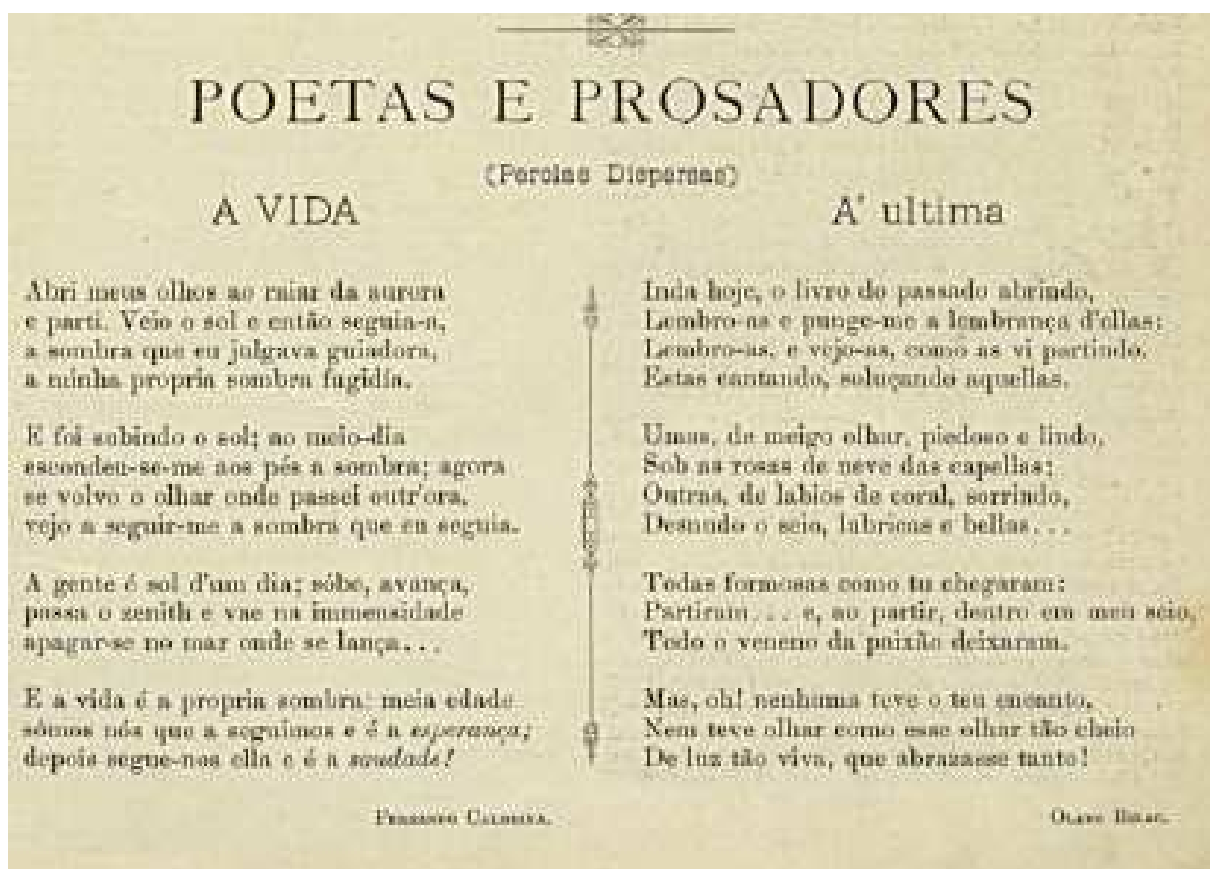 POETAS E PROSADORES
(Perolas Dispersas)
A VIDA
Abri meus olhos ao raiar da aurora
e parti. Veio o sol e então seguia-a,
a sombra que eu julgava guiadora,
a minha propria sombra fugidia.
E foi subindo o sol; ao meio-dia
escondeu-se-me aos pés a sombra; agora
se volvo o olhar onde passei outr'ora,
vejo a seguir-me a sombra que eu seguia.
A gente é sol d'um dia; sóbe, avança,
passa o zenith e vae na immensidade
apagar-se no mar onde se lança...
E a vida é a propria sombra; meia edade
sômos nós que a seguimos e é a esperança;
depois segue-nos ella e é a saudade!
FERNANDO CALDEIRA.
A' ultima
Inda hoje, o livro do passado abrindo,
Lembro-as e punge-me a lembrança d'ellas;
Lembro-as, e vejo-as, como as vi partindo,
Estas cantando, soluçando aquellas.
Umas, de meigo olhar, piedoso e lindo,
Sob as rosas de neve das capellas;
Outras, de labios de coral, sorrindo,
Desnudo o seio, lubricas e bellas...
Todas formosas como tu chegaram;
Partiram... e, ao partir, dentro em meu seio,
Todo o veneno da paixão deixaram.
Mas, oh! nenhuma teve o teu encanto,
Nem teve olhar como esse olhar tão cheio
De luz tão viva, que abrazasse tanto!
OLAVO BILAC.